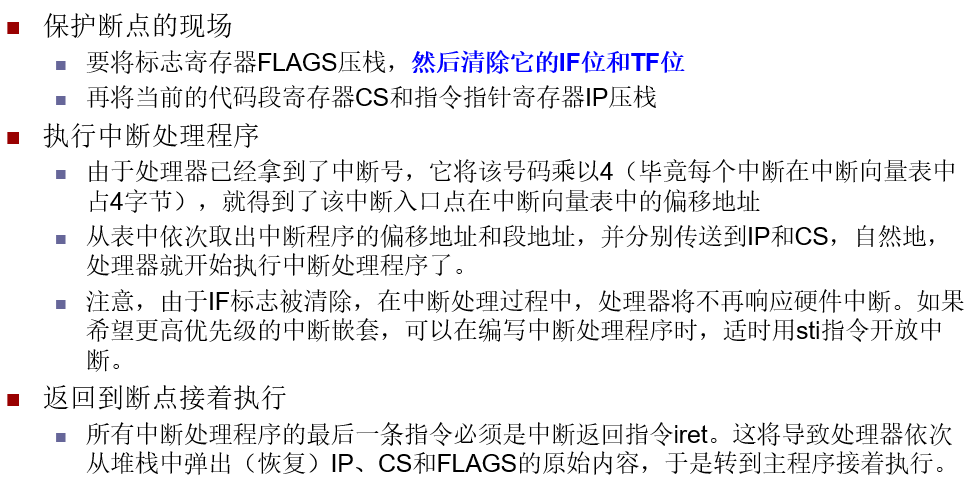 保护断点的现场
要将标志寄存器FLAGS压栈，然后清除它的IF位和TF位
再将当前的代码段寄存器CS和指令指针寄存器IP压栈
执行中断处理程序
由于处理器已经拿到了中断号，它将该号码乘以4（毕竟每个中断在中断向量表中
占4字节），就得到了该中断入口点在中断向量表中的偏移地址
从表中依次取出中断程序的偏移地址和段地址，并分别传送到IP和CS，自然地，
处理器就开始执行中断处理程序了。
注意，由于IF标志被清除，在中断处理过程中，处理器将不再响应硬件中断。如果
希望更高优先级的中断嵌套，可以在编写中断处理程序时，适时用sti指令开放中
断。
返回到断点接着执行
所有中断处理程序的最后一条指令必须是中断返回指令iret。这将导致处理器依次
从堆栈中弹出（恢复）IP、CS和FLAGS的原始内容，于是转到主程序接着执行。